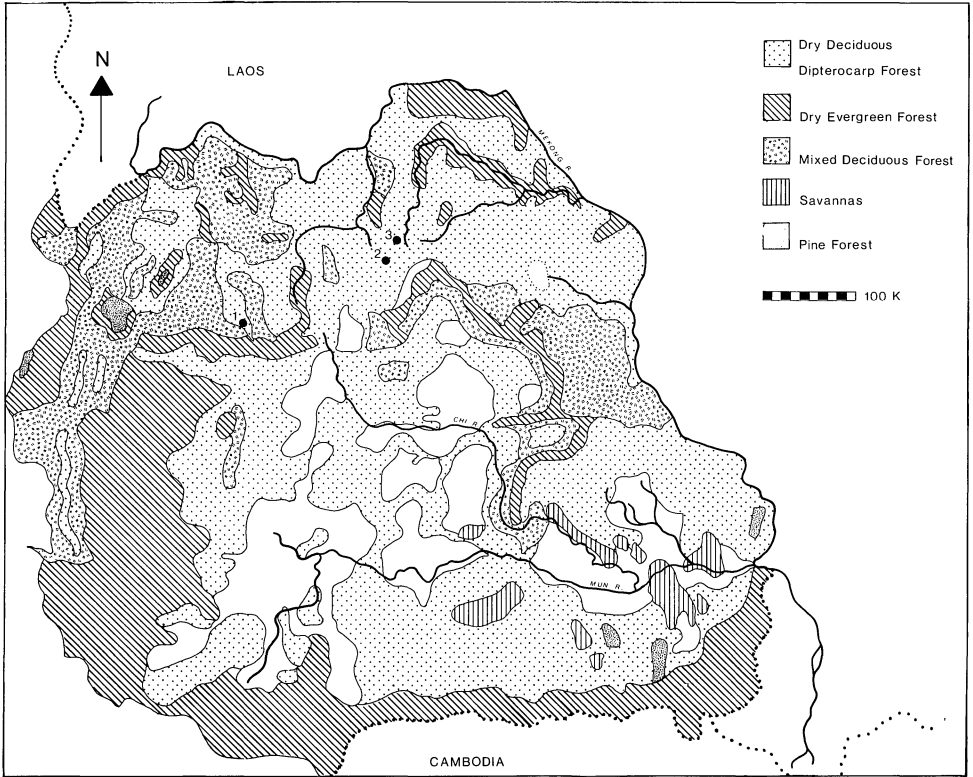 N
LAOS
Dry Deciduous
Dipterocarp Forest
Dry Evergreen Forest
Mixed Deciduous Forest
Savannas
Pine Forest
100 K
MEKONG R.
3
2
1
CHI R.
MUN R.
CAMBODIA